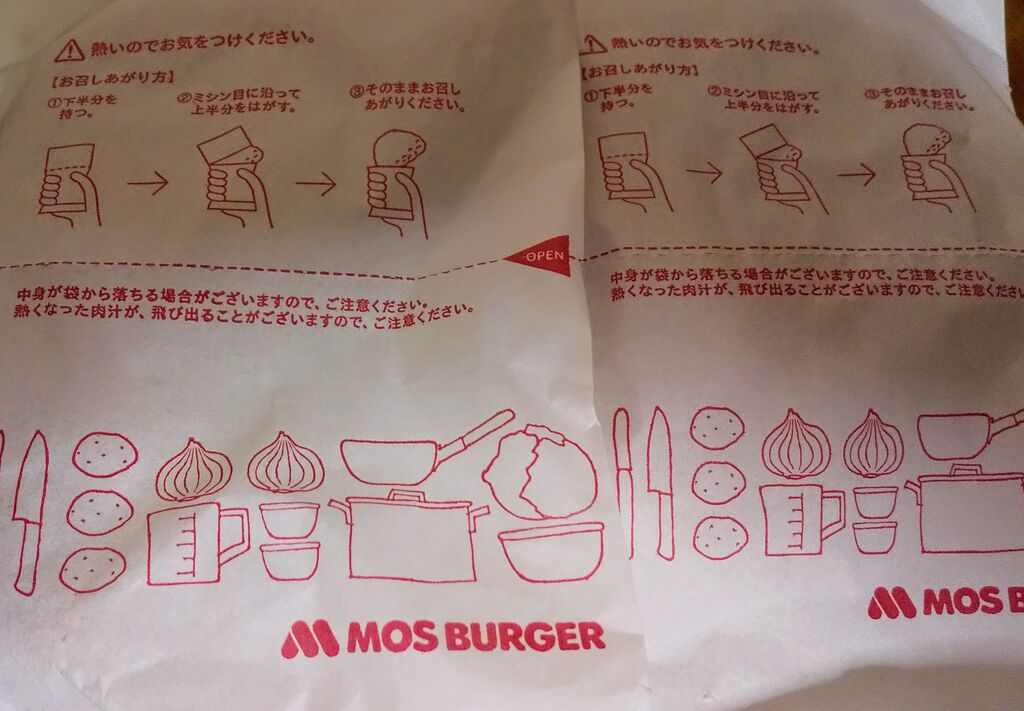 熱いのでお気をつけください。
【お召しあがり方】
①下半分を
持つ。
②ミシン目に沿って
上半分をはがす。
③そのままお召し
あがりください。
OPEN
中身が袋から落ちる場合がございますので、ご注意ください。
熱くなった肉汁が、飛び出ることがございますので、ご注意ください。
MOS BURGER
熱いのでお気をつけください。
【お召しあがり方】
①下半分を
持つ。
②ミシン目に沿って
上半分をはがす。
③そのままお召し
あがりください。
中身が袋から落ちる場合がございますので、ご注意ください。
熱くなった肉汁が、飛び出ることがございますので、ご注意くださ
MOS B